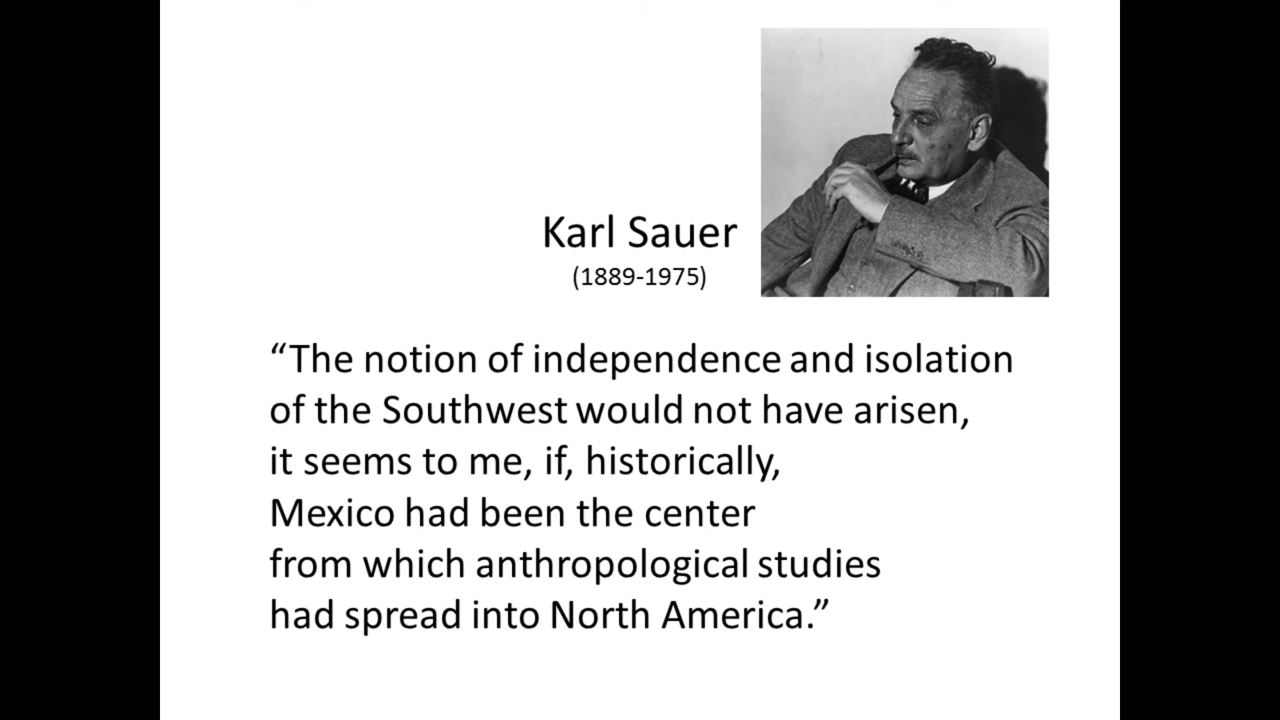 Karl Sauer
(1889-1975)
“The notion of independence and isolation
of the Southwest would not have arisen,
it seems to me, if, historically,
Mexico had been the center
from which anthropological studies
had spread into North America.”